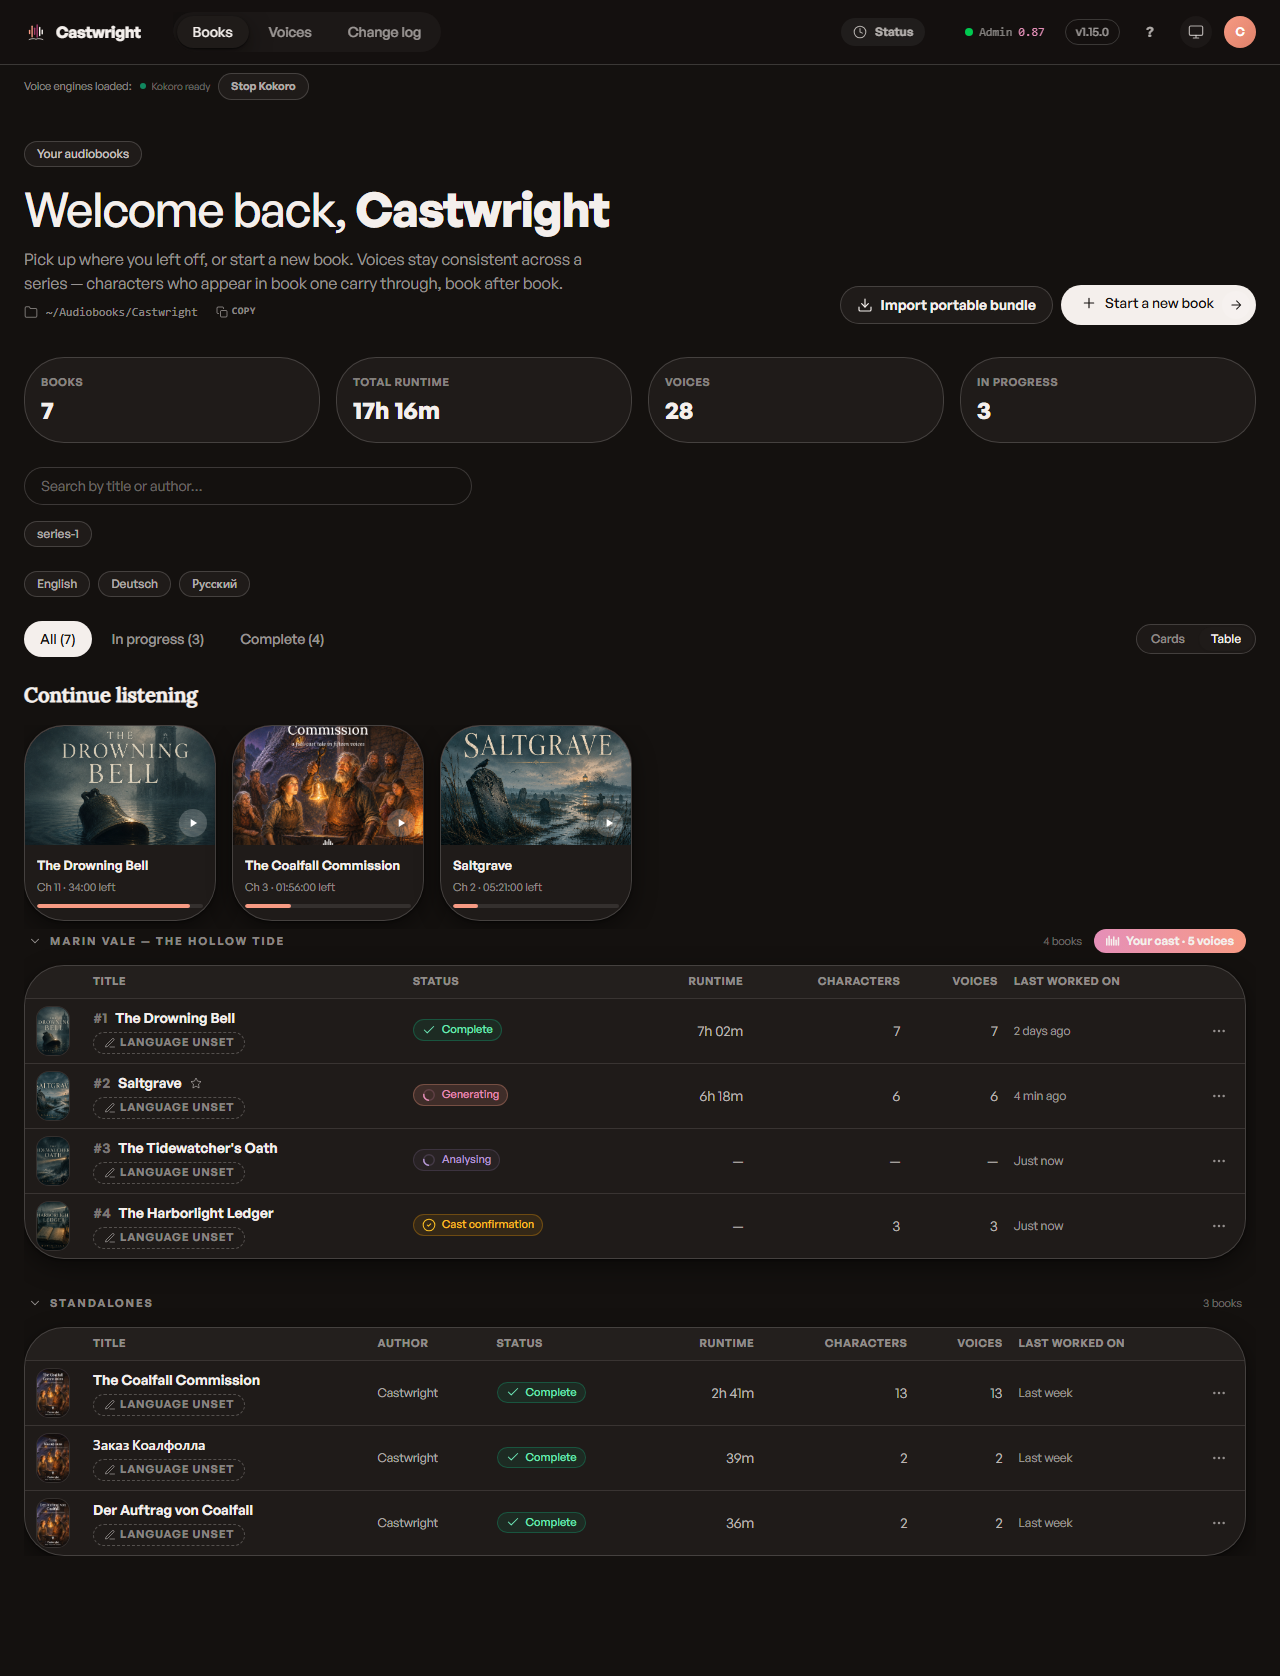 Castwright
Books
Voices
Change log
Status
Admin 0.87
v1.15.0
?
C
Voice engines loaded:
Kokoro ready
Stop Kokoro
Your audiobooks
Welcome back, Castwright
Pick up where you left off, or start a new book. Voices stay consistent across a
series — characters who appear in book one carry through, book after book.
~/Audiobooks/Castwright
COPY
Import portable bundle
Start a new book
BOOKS
7
TOTAL RUNTIME
17h 16m
VOICES
28
IN PROGRESS
3
Search by title or author...
series-1
English
Deutsch
Русский
All (7)
In progress (3)
Complete (4)
Cards
Table
Continue listening
THE
DROWNING
BELL
The Drowning Bell
Ch 11 · 34:00 left
Commission
a full-cast tale in fifteen voices
The Coalfall Commission
Ch 3 · 01:56:00 left
SALTGRAVE
Saltgrave
Ch 2 · 05:21:00 left
MARIN VALE — THE HOLLOW TIDE
4 books
Your cast · 5 voices
TITLE STATUS RUNTIME CHARACTERS VOICES LAST WORKED ON
#1 The Drowning Bell
LANGUAGE UNSET
Complete 7h 02m 7 7 2 days ago
#2 Saltgrave
LANGUAGE UNSET
Generating 6h 18m 6 6 4 min ago
#3 The Tidewatcher's Oath
LANGUAGE UNSET
Analysing — — — Just now
#4 The Harborlight Ledger
LANGUAGE UNSET
Cast confirmation — 3 3 Just now
STANDALONES
3 books
TITLE AUTHOR STATUS RUNTIME CHARACTERS VOICES LAST WORKED ON
The Coalfall Commission
LANGUAGE UNSET
Castwright Complete 2h 41m 13 13 Last week
Заказ Коалфолла
LANGUAGE UNSET
Castwright Complete 39m 2 2 Last week
Der Auftrag von Coalfall
LANGUAGE UNSET
Castwright Complete 36m 2 2 Last week